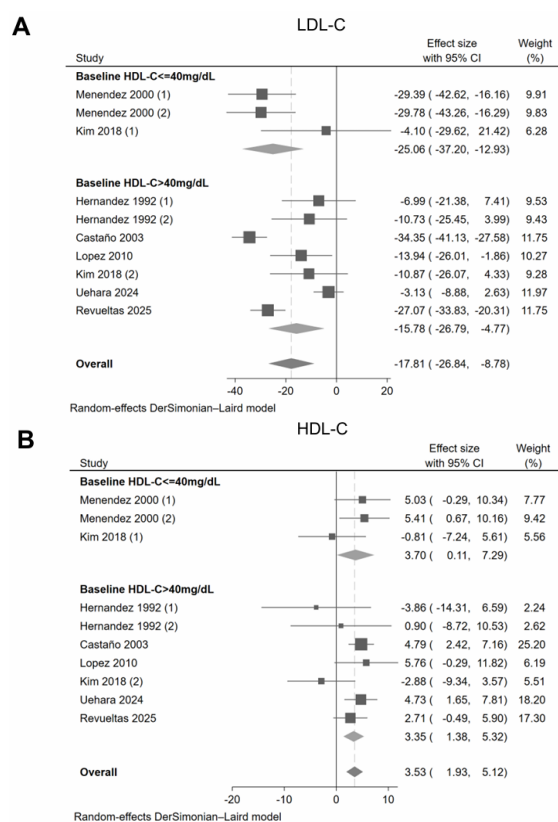 A
LDL-C
Effect size Weight
Study with 95% CI (%)
Baseline HDL-C<=40mg/dL
Menendez 2000 (1) -29.39 ( -42.62, -16.16) 9.91
Menendez 2000 (2) -29.78 ( -43.26, -16.29) 9.83
Kim 2018 (1) -4.10 ( -29.62, 21.42) 6.28
-25.06 ( -37.20, -12.93)
Baseline HDL-C>40mg/dL
Hernandez 1992 (1) -6.99 ( -21.38, 7.41) 9.53
Hernandez 1992 (2) -10.73 ( -25.45, 3.99) 9.43
Castaño 2003 -34.35 ( -41.13, -27.58) 11.75
Lopez 2010 -13.94 ( -26.01, -1.86) 10.27
Kim 2018 (2) -10.87 ( -26.07, 4.33) 9.28
Uehara 2024 -3.13 ( -8.88, 2.63) 11.97
Revueltas 2025 -27.07 ( -33.83, -20.31) 11.75
-15.78 ( -26.79, -4.77)
Overall -17.81 ( -26.84, -8.78)
-40 -20 0
Random-effects DerSimonian–Laird model
B
HDL-C
Effect size Weight
Study with 95% CI (%)
Baseline HDL-C<=40mg/dL
Menendez 2000 (1) 5.03 ( -0.29, 10.34) 7.77
Menendez 2000 (2) 5.41 ( 0.67, 10.16) 9.42
Kim 2018 (1) -0.81 ( -7.24, 5.61) 5.56
3.70 ( 0.11, 7.29)
Baseline HDL-C>40mg/dL
Hernandez 1992 (1) -3.86 ( -14.31, 6.59) 2.24
Hernandez 1992 (2) 0.90 ( -8.72, 10.53) 2.62
Castaño 2003 4.79 ( 2.42, 7.16) 25.20
Lopez 2010 5.76 ( -0.29, 11.82) 6.19
Kim 2018 (2) -2.88 ( -9.34, 3.57) 5.51
Uehara 2024 4.73 ( 1.65, 7.81) 18.20
Revueltas 2025 2.71 ( -0.49, 5.90) 17.30
3.35 ( 1.38, 5.32)
Overall 3.53 ( 1.93, 5.12)
-20 -10 0 10
Random-effects DerSimonian–Laird model